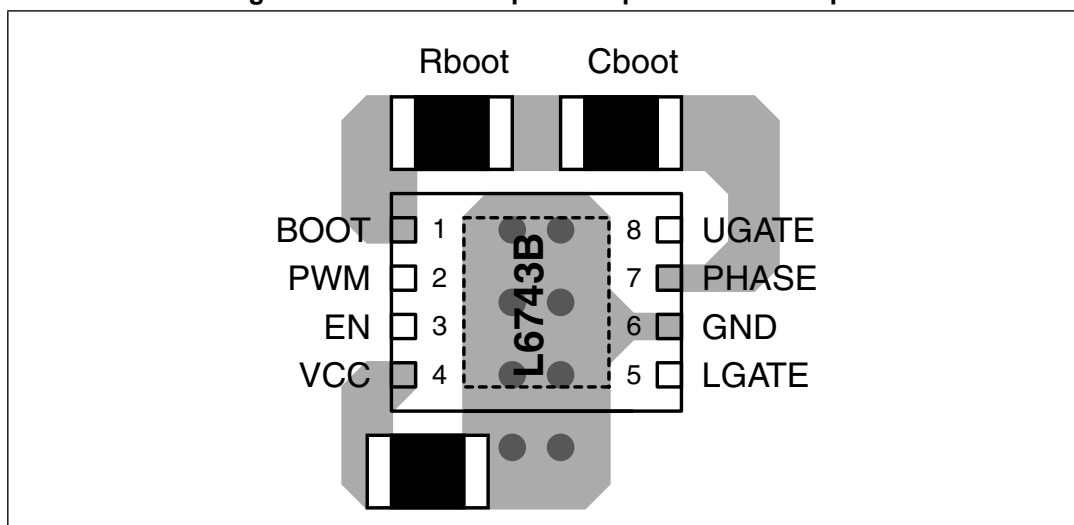 Rboot Cboot
BOOT 1 8 UGATE
PWM 2 7 PHASE
EN 3 6 GND
VCC 4 5 LGATE
L6743B